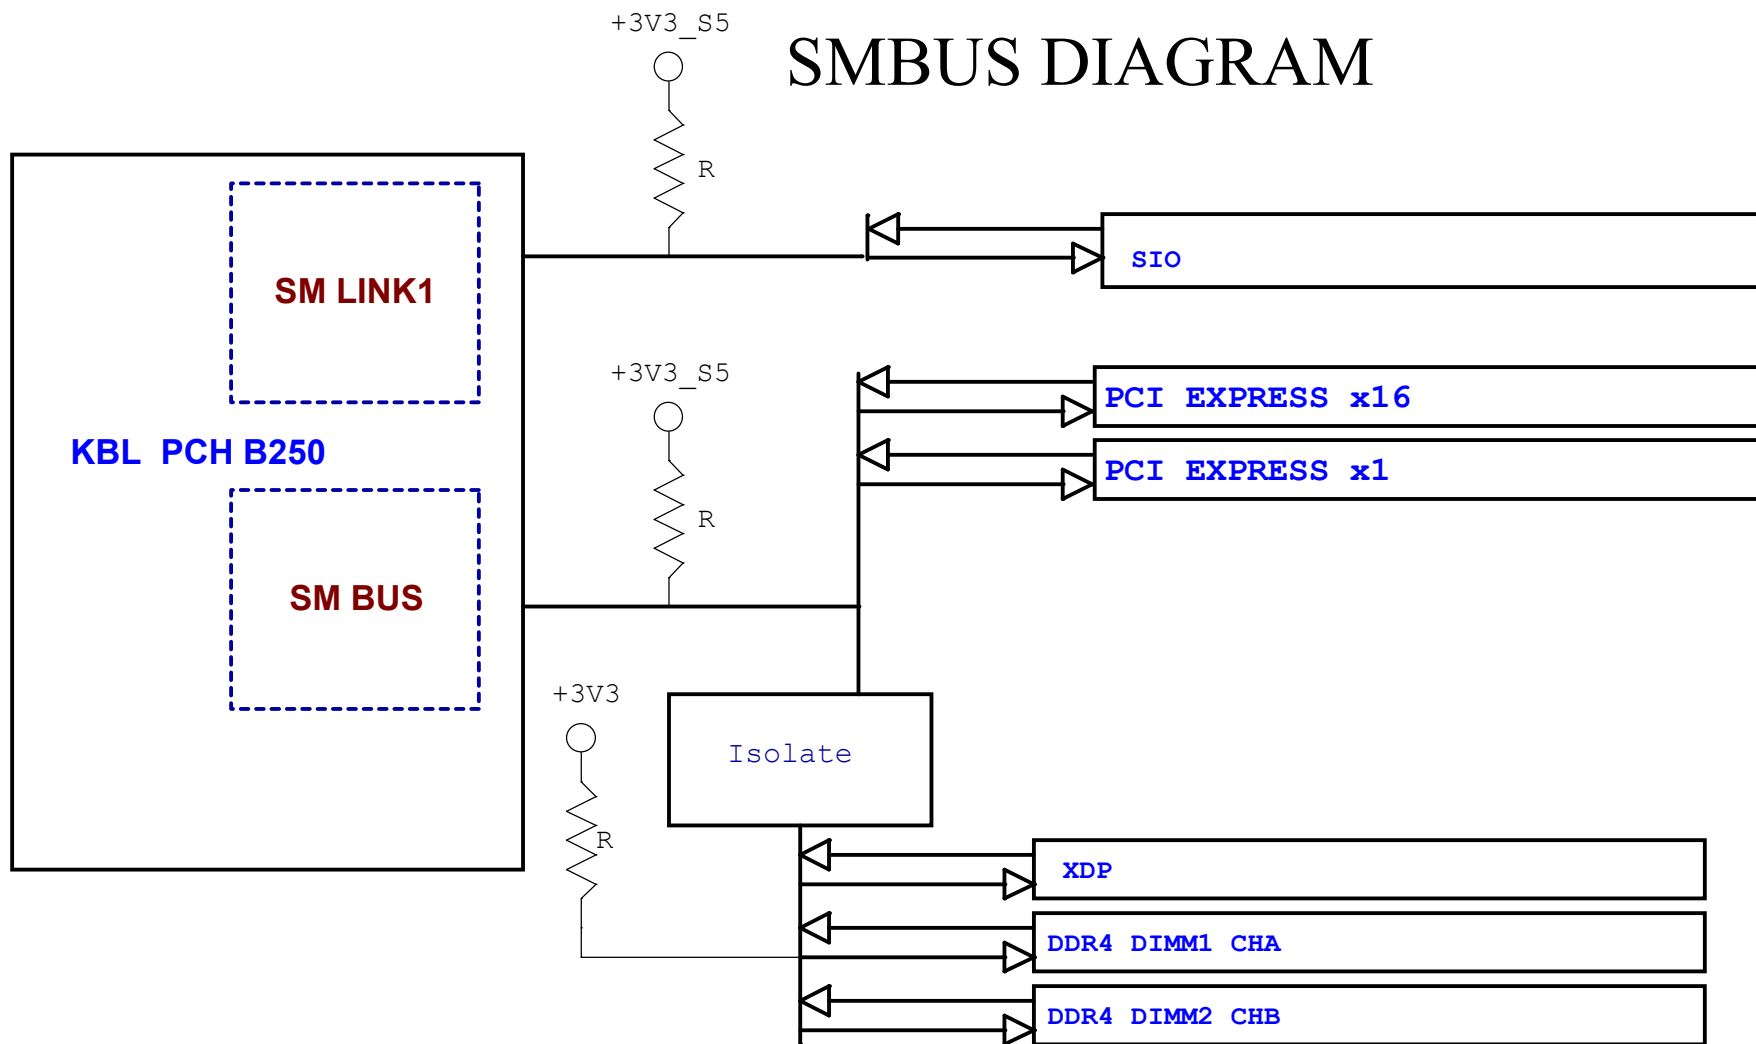 +3V3_S5
SMBUS DIAGRAM
R
SM LINK1
SIO
+3V3_S5
PCI EXPRESS x16
KBL PCH B250
PCI EXPRESS x1
R
SM BUS
+3V3
Isolate
R
XDP
DDR4 DIMM1 CHA
DDR4 DIMM2 CHB